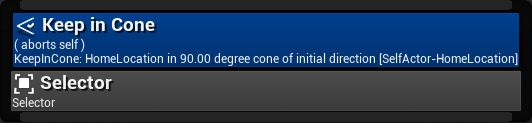 Keep in Cone
( aborts self )
KeepInCone: HomeLocation in 90.00 degree cone of initial direction [SelfActor-HomeLocation]
Selector
Selector